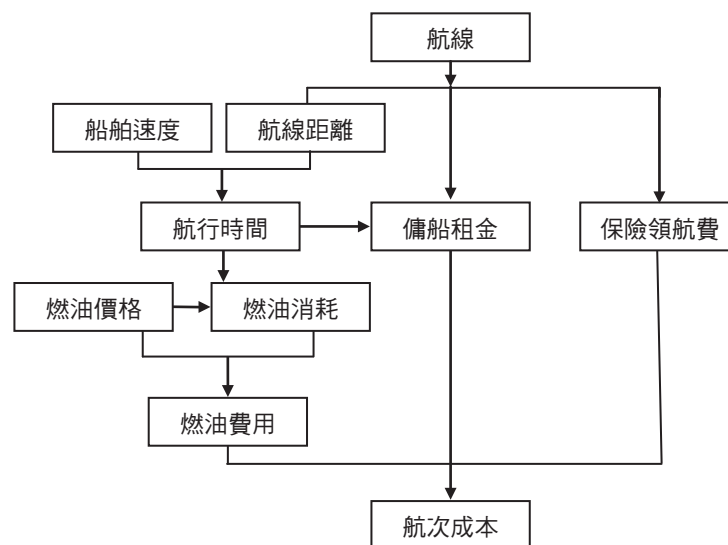 航線
船舶速度
航線距離
航行時間
傭船租金
保險領航費
燃油價格
燃油消耗
燃油費用
航次成本